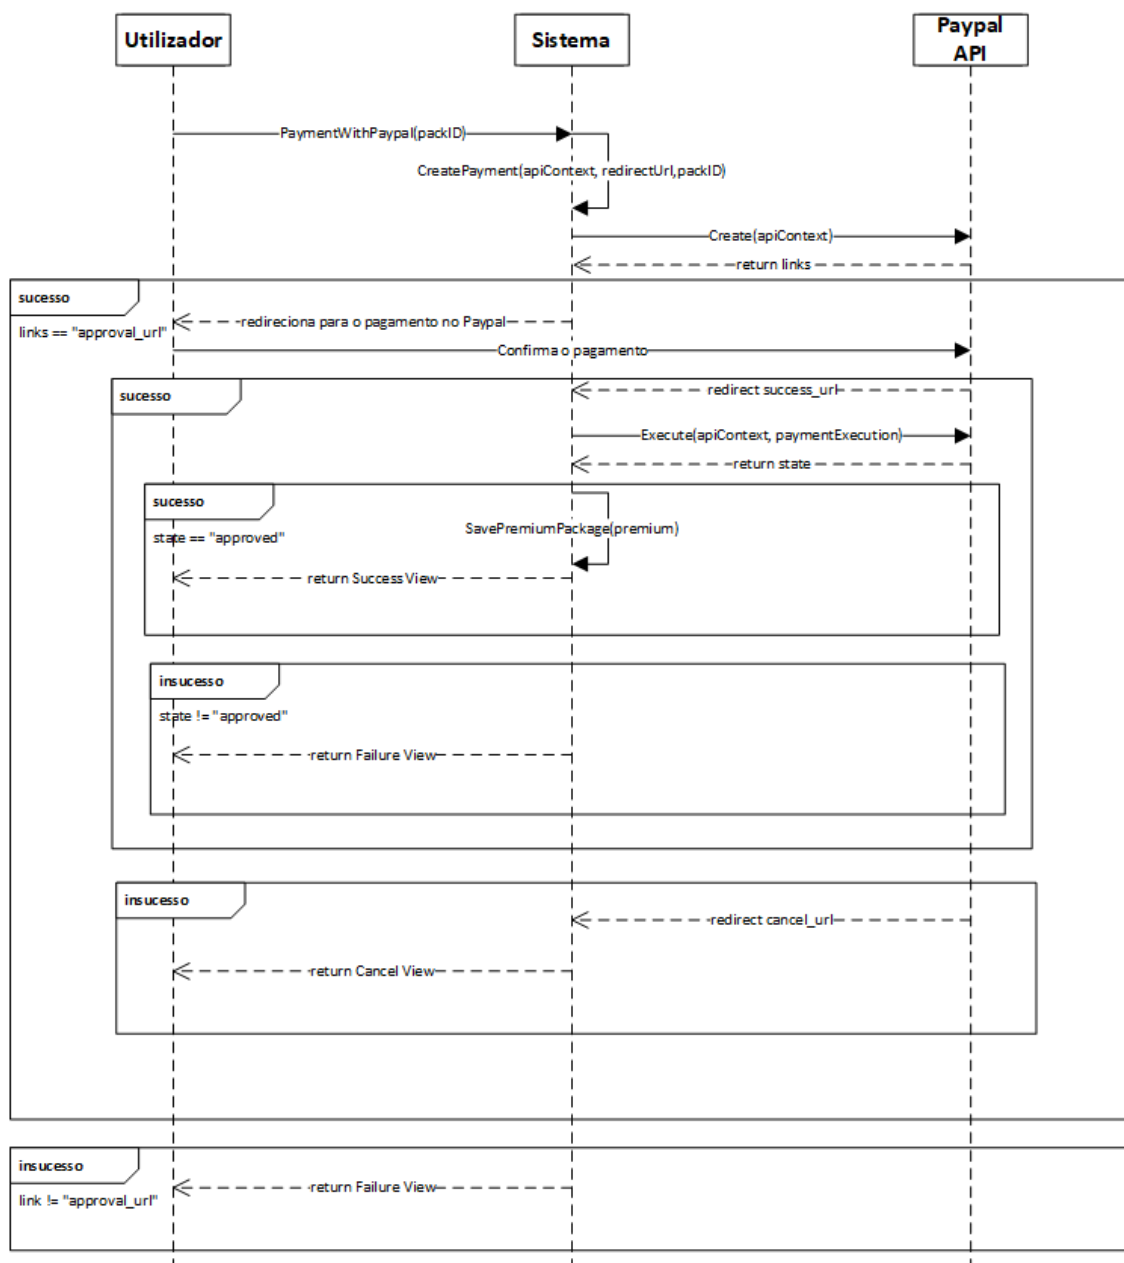 Utilizador
Sistema
Paypal
API
PaymentWithPaypal(packID)
CreatePayment(apiContext, redirectUrl,packID)
Create(apiContext)
return links
sucesso
links == "approval_url"
redireciona para o pagamento no Paypal
Confirma o pagamento
sucesso
redirect success_url
Execute(apiContext, paymentExecution)
return state
sucesso
state == "approved"
SavePremiumPackage(premium)
return Success View
insucesso
state != "approved"
return Failure View
insucesso
redirect cancel_url
return Cancel View
insucesso
link != "approval_url"
return Failure View